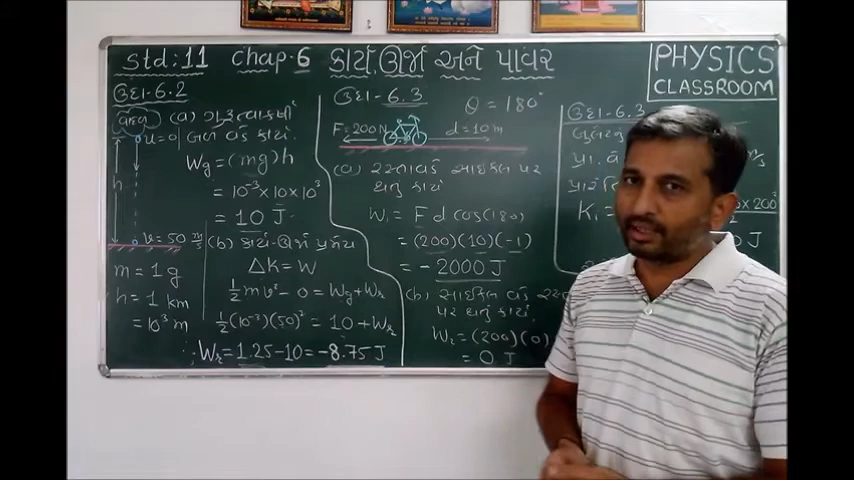 Std : 11 Chap - 6 કાર્ય, ઊર્જા અને પાવર
PHYSICS
CLASSROOM
ઉદા-6.2
વાદળ (a) ગુરુત્વાકર્ષી
u=0 બળ વડે કાર્ય.
Wg = (mg)h
= 10⁻³×10×10³
= 10 J
h
v = 50 m/s
(b) કાર્ય-ઊર્જા પ્રમેય
m = 1 g
ΔK = W
h = 1 km
½mv² - 0 = Wg + Wr
= 10³ m
½(10⁻³)(50)² = 10 + Wr
∴ Wr = 1.25 - 10 = -8.75 J
ઉદા-6.3
θ = 180°
F = 200 N d = 10 m
(a) રસ્તાવડે સાઇકલ પર
થતું કાર્ય
W₁ = F d cos(180)
= (200)(10)(-1)
= - 2000 J
(b) સાઇકલ વડે
પર થતું કાર્ય.
W₂ = (200)(0)
= 0 J
ઉદા-6.3
K₁ =
J